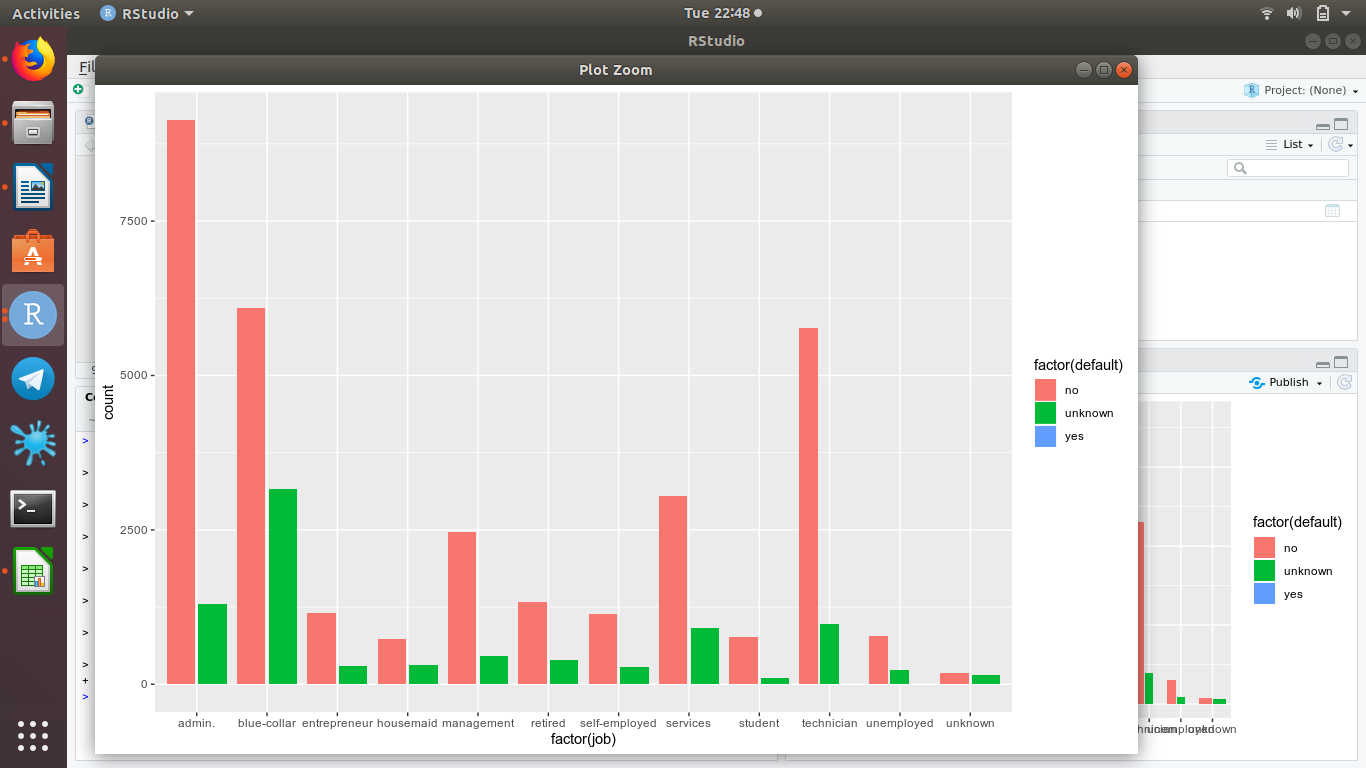 Activities
RStudio
Tue 22:48
RStudio
Fil
Plot Zoom
Project: (None)
List
7500
5000
2500
0
count
admin.
blue-collar
entrepreneur
housemaid
management
retired
self-employed
services
student
technician
unemployed
unknown
factor(job)
factor(default)
no
unknown
yes
Publish
factor(default)
no
unknown
yes
Co
>
>
>
>
>
>
>
>
+
>